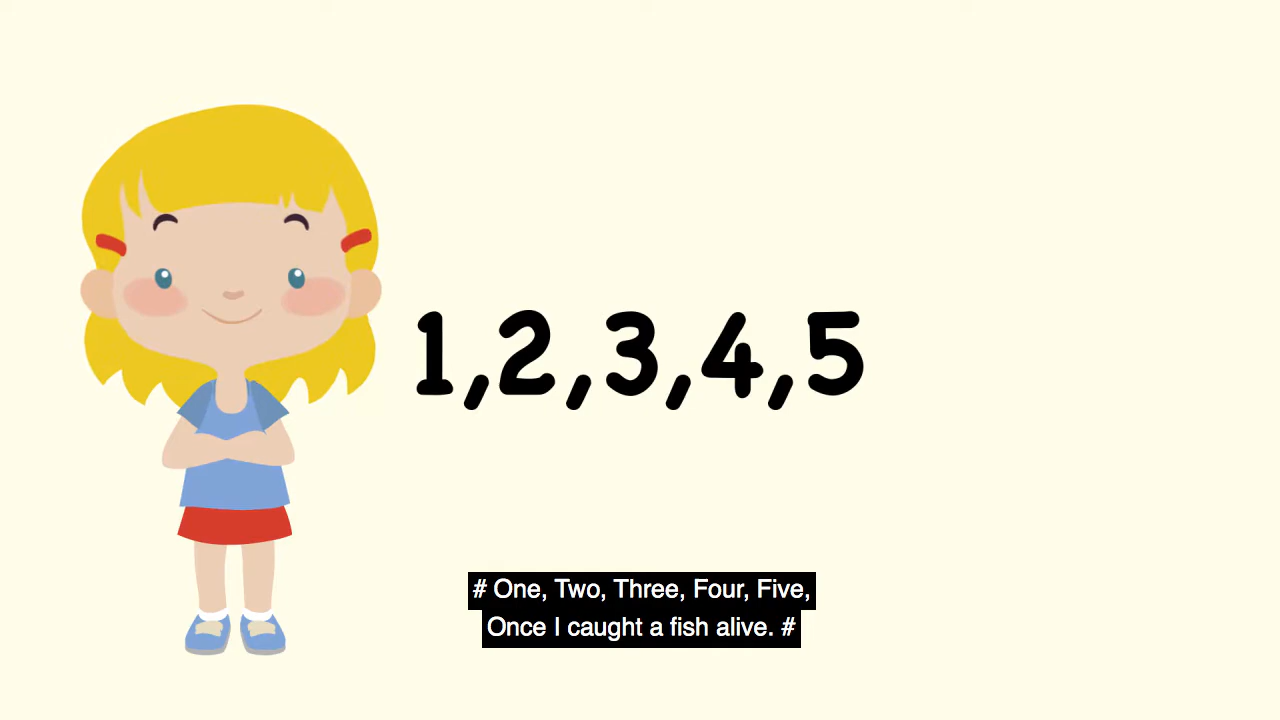 1,2,3,4,5
# One, Two, Three, Four, Five,
Once I caught a fish alive. #